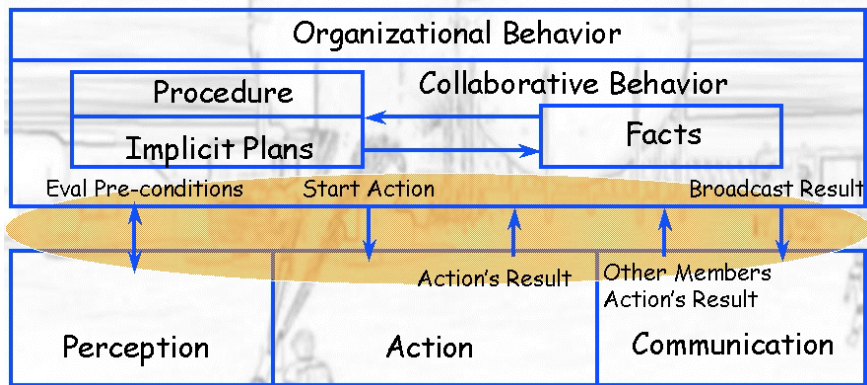 Organizational Behavior
Collaborative Behavior
Procedure
Implicit Plans
Facts
Eval Pre-conditions
Start Action
Broadcast Result
Action's Result
Other Members
Action's Result
Perception
Action
Communication